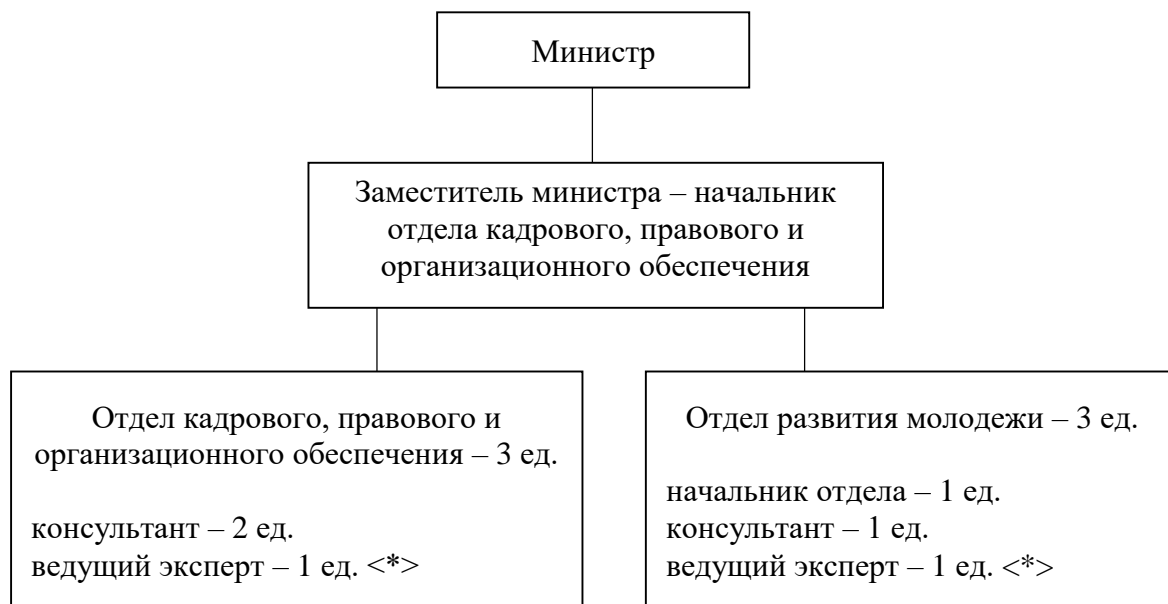 Министр
Заместитель министра – начальник
отдела кадрового, правового и
организационного обеспечения
Отдел кадрового, правового и
организационного обеспечения – 3 ед.
консультант – 2 ед.
ведущий эксперт – 1 ед. <*>
Отдел развития молодежи – 3 ед.
начальник отдела – 1 ед.
консультант – 1 ед.
ведущий эксперт – 1 ед. <*>